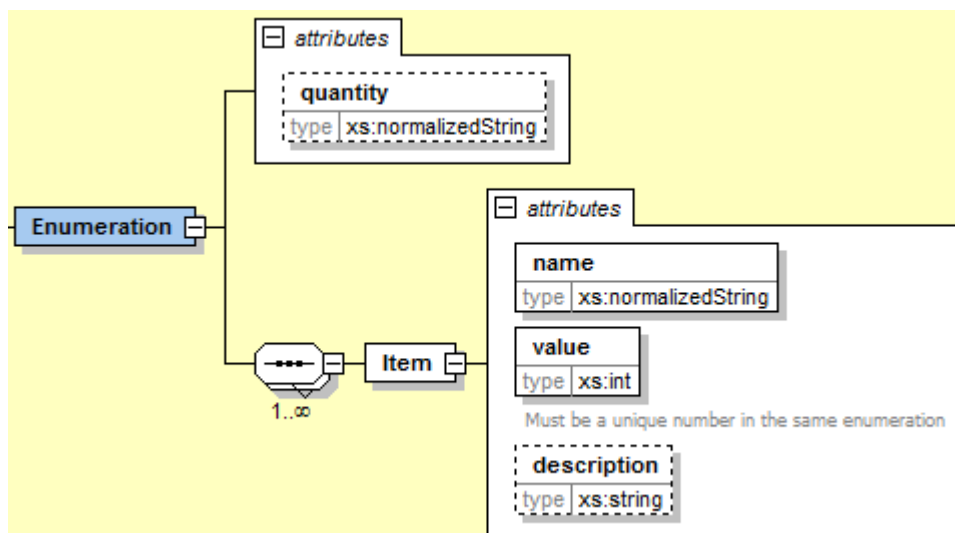 attributes
quantity
type xs:normalizedString
Enumeration
attributes
name
type xs:normalizedString
value
type xs:int
Must be a unique number in the same enumeration
description
type xs:string
Item
1..∞